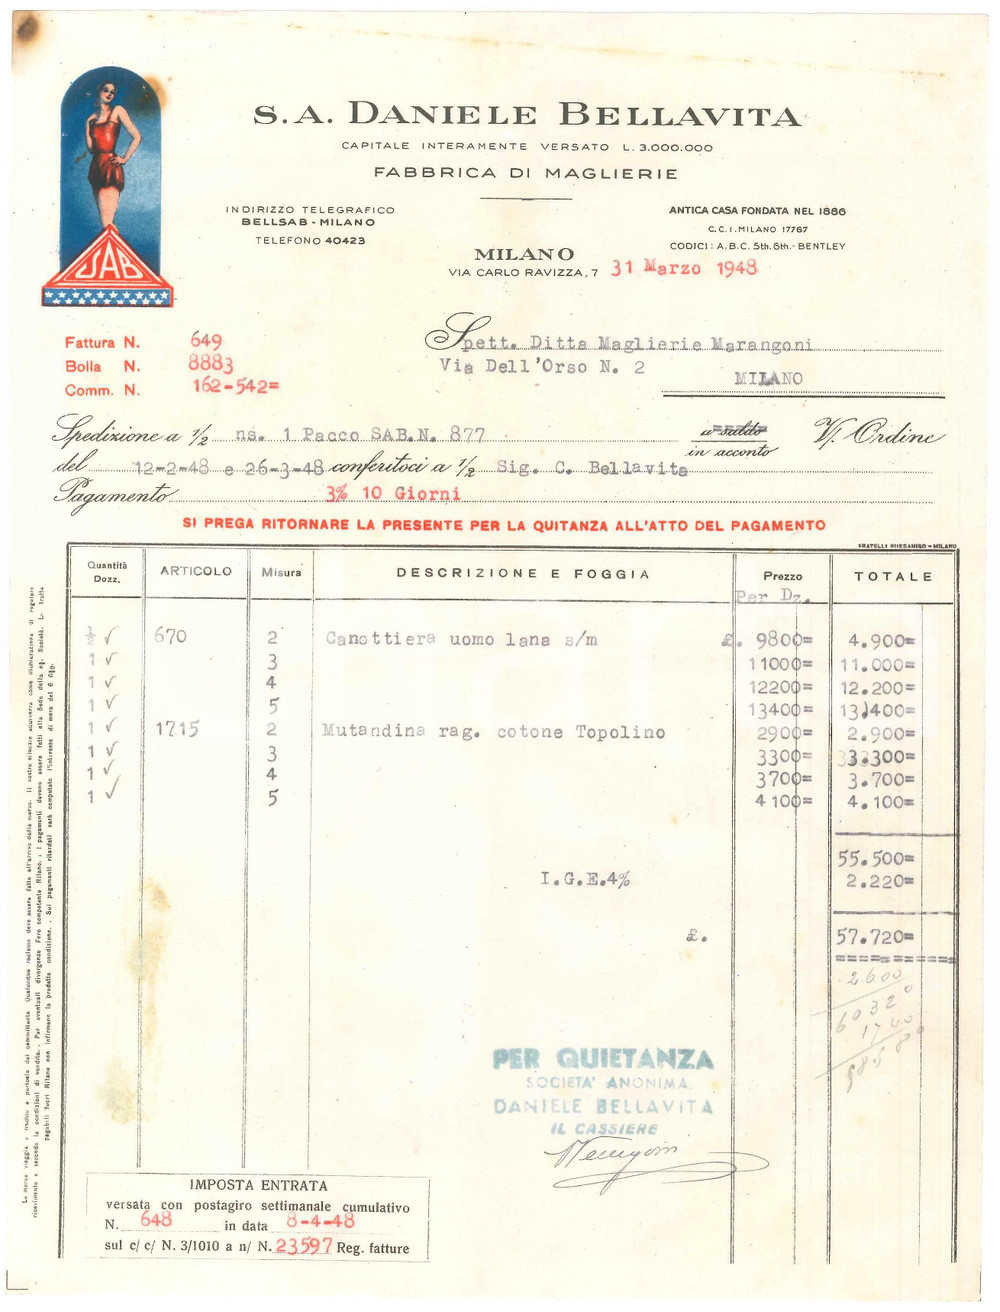 S.A. DANIELE BELLAVITA
CAPITALE INTERAMENTE VERSATO L. 3.000.000
FABBRICA DI MAGLIERIE
SAB
INDIRIZZO TELEGRAFICO
BELLSAB - MILANO
TELEFONO 40423
ANTICA CASA FONDATA NEL 1886
C.C.I. MILANO 17767
CODICI: A.B.C. 5th. 6th. - BENTLEY
MILANO
VIA CARLO RAVIZZA, 7 31 Marzo 1948
Fattura N. 649
Bolla N. 8883
Comm. N. 162-542=
Spett. Ditta Maglierie Marangoni
Via Dell'Orso N. 2
MILANO
Spedizione a 1/2 ns. 1 Pacco SAB.N. 877 a saldo in acconto V/. Ordine
del 12-2-48 e 26-3-48 conferitoci a 1/2 Sig. C. Bellavita
Pagamento 3% 10 Giorni
SI PREGA RITORNARE LA PRESENTE PER LA QUITANZA ALL'ATTO DEL PAGAMENTO
Quantità Dozz. ARTICOLO Misura DESCRIZIONE E FOGGIA Prezzo Per Dz. TOTALE
1/2 ✓ 670 2 Canottiera uomo lana s/m £. 9800= 4.900=
1 ✓ 3 11000= 11.000=
1 ✓ 4 12200= 12.200=
1 ✓ 5 13400= 13.400=
1 ✓ 1715 2 Mutandina rag. cotone Topolino 2900= 2.900=
1 ✓ 3 3300= 3.300=
1 ✓ 4 3700= 3.700=
1 ✓ 5 4100= 4.100=
55.500=
I.G.E.4% 2.220=
£. 57.720=
2600
60320
PER QUIETANZA
SOCIETA' ANONIMA
DANIELE BELLAVITA
IL CASSIERE
IMPOSTA ENTRATA
versata con postagiro settimanale cumulativo
N. 648 in data 8-4-48
sul c/ c/ N. 3/1010 a n/ N. 23597 Reg. fatture